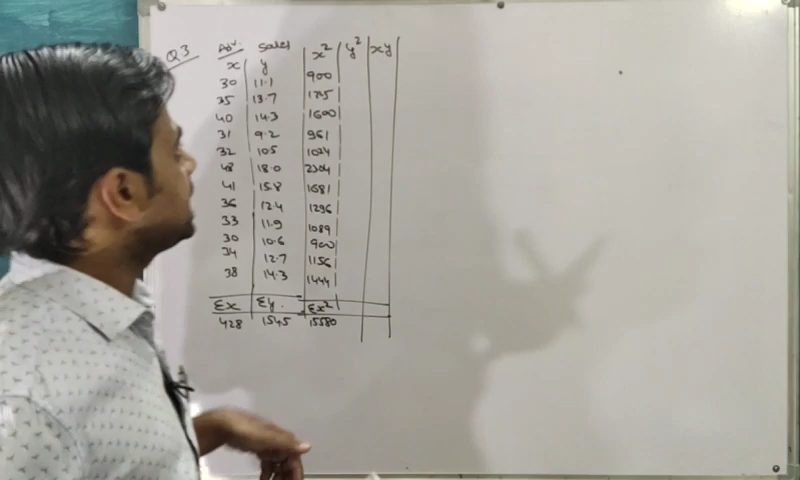 Q3 Adv. Sales x² y² xy
x y
30 11.1 900
35 13.7 1225
40 14.3 1600
31 9.2 961
32 10.5 1024
48 18.0 2304
41 15.8 1681
36 12.4 1296
33 11.9 1089
30 10.6 900
34 12.7 1156
38 14.3 1444
Σx Σy. Σx²
428 154.5 15580